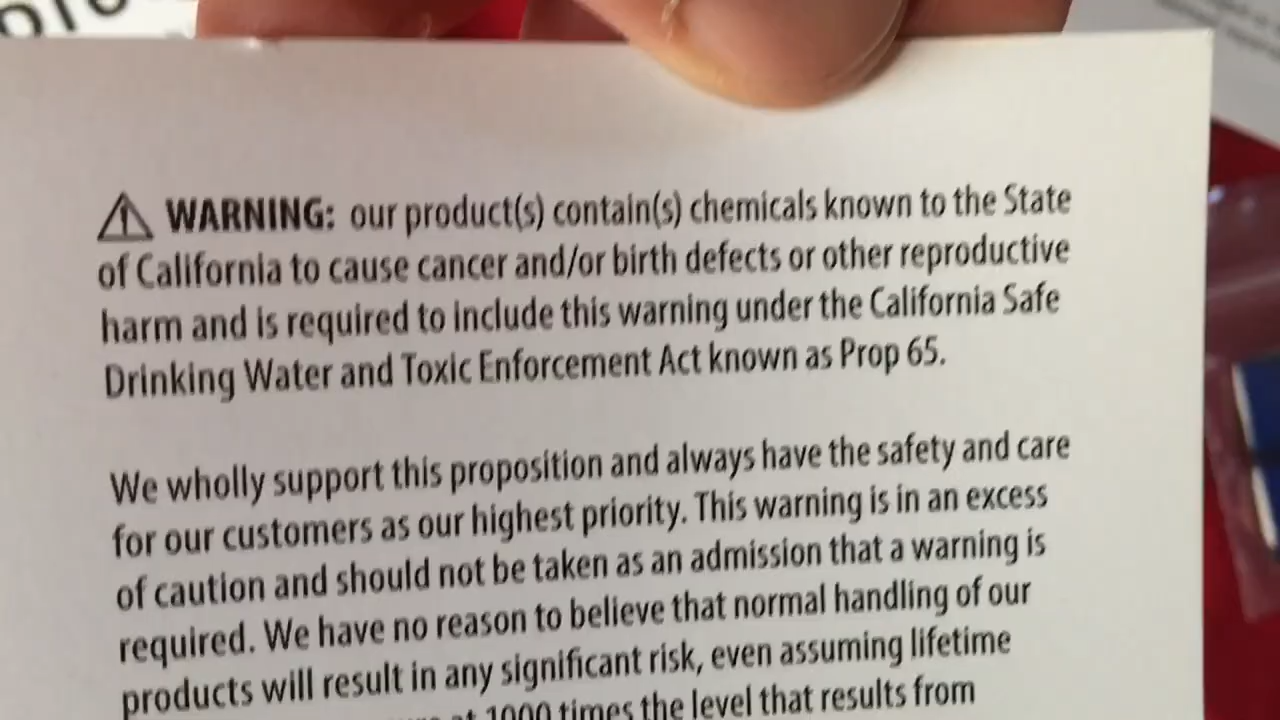 WARNING: our product(s) contain(s) chemicals known to the State
of California to cause cancer and/or birth defects or other reproductive
harm and is required to include this warning under the California Safe
Drinking Water and Toxic Enforcement Act known as Prop 65.
We wholly support this proposition and always have the safety and care
for our customers as our highest priority. This warning is in an excess
of caution and should not be taken as an admission that a warning is
required. We have no reason to believe that normal handling of our
products will result in any significant risk, even assuming lifetime
at 1000 times the level that results from